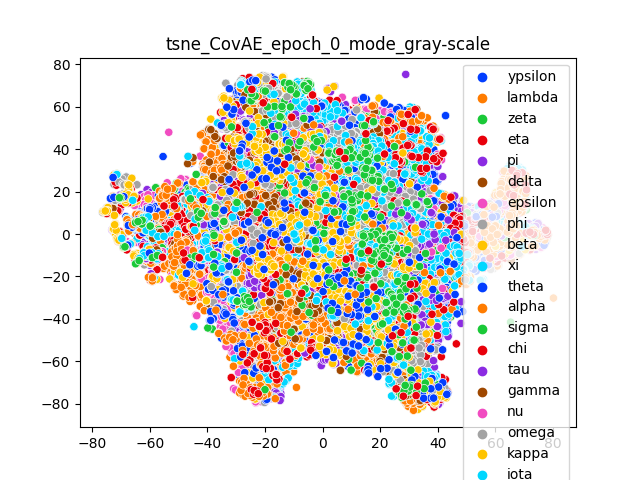 tsne_CovAE_epoch_0_mode_gray-scale
80
60
40
20
0
−20
−40
−60
−80
−80
−60
−40
−20
0
20
40
60
80
ypsilon
lambda
zeta
eta
pi
delta
epsilon
phi
beta
xi
theta
alpha
sigma
chi
tau
gamma
nu
omega
kappa
iota